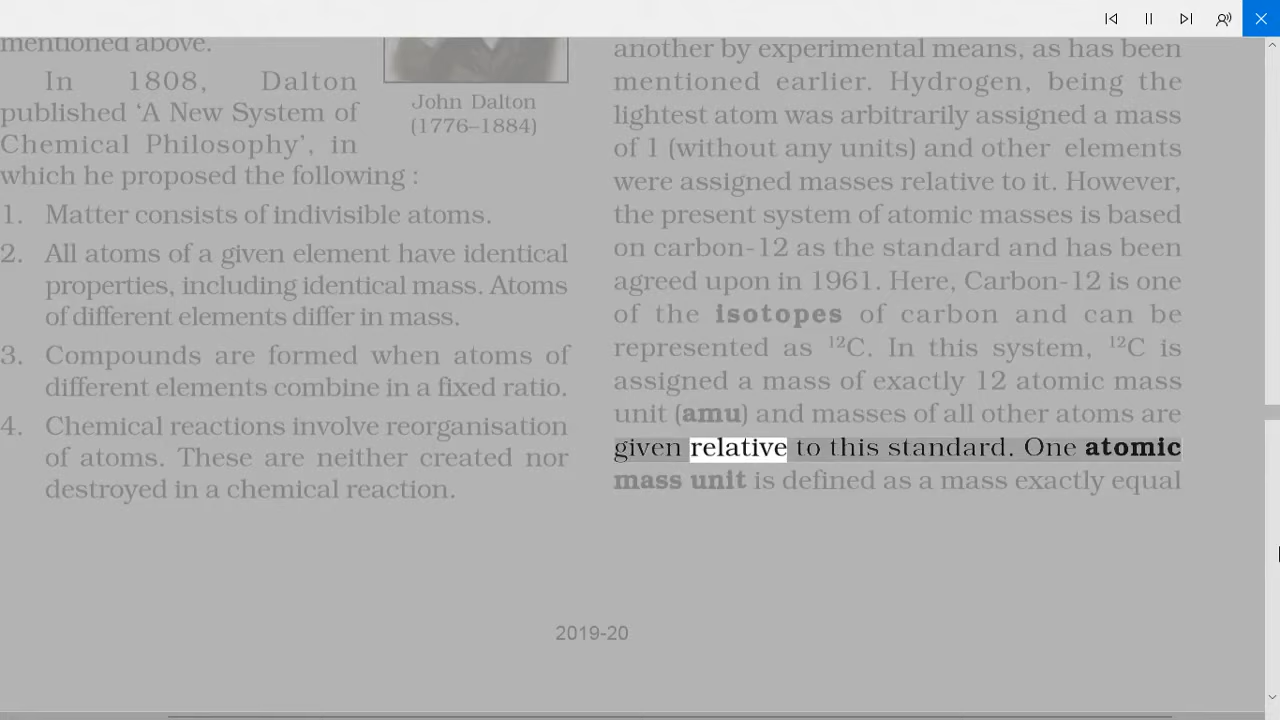 mentioned above.
In 1808, Dalton
published ‘A New System of
Chemical Philosophy’, in
which he proposed the following :
John Dalton
(1776–1884)
1. Matter consists of indivisible atoms.
2. All atoms of a given element have identical
properties, including identical mass. Atoms
of different elements differ in mass.
3. Compounds are formed when atoms of
different elements combine in a fixed ratio.
4. Chemical reactions involve reorganisation
of atoms. These are neither created nor
destroyed in a chemical reaction.
another by experimental means, as has been
mentioned earlier. Hydrogen, being the
lightest atom was arbitrarily assigned a mass
of 1 (without any units) and other elements
were assigned masses relative to it. However,
the present system of atomic masses is based
on carbon-12 as the standard and has been
agreed upon in 1961. Here, Carbon-12 is one
of the isotopes of carbon and can be
represented as ¹²C. In this system, ¹²C is
assigned a mass of exactly 12 atomic mass
unit (amu) and masses of all other atoms are
given relative to this standard. One atomic
mass unit is defined as a mass exactly equal
2019-20